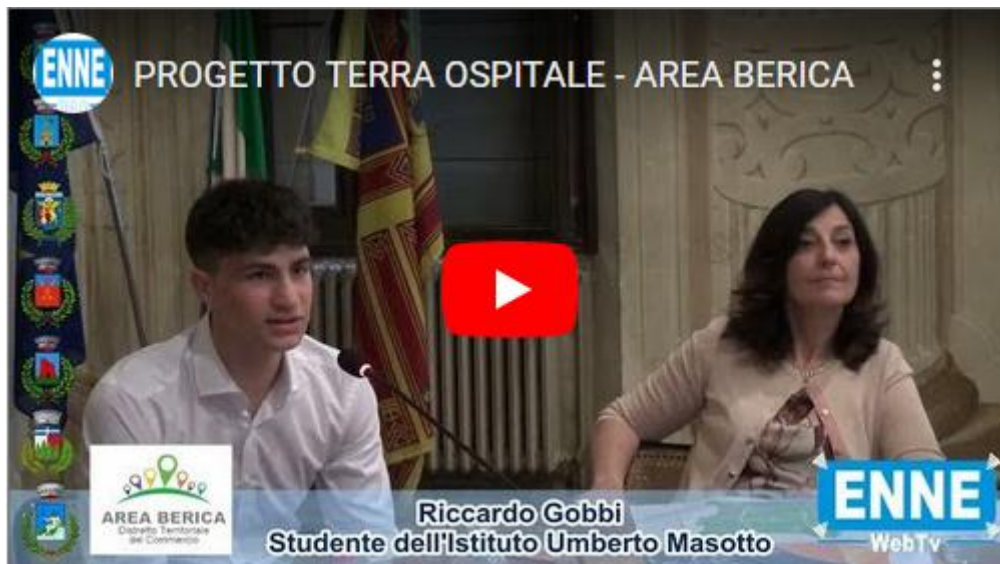 ENNE
PROGETTO TERRA OSPITALE - AREA BERICA
AREA BERICA
Distretto Territoriale
del Commercio
Riccardo Gobbi
Studente dell'Istituto Umberto Masotto
ENNE
WebTv